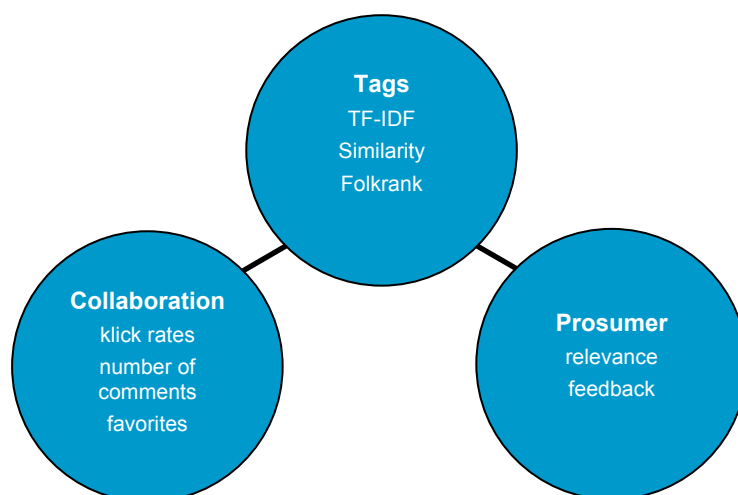 Tags
TF-IDF
Similarity
Folkrank
Collaboration
klick rates
number of
comments
favorites
Prosumer
relevance
feedback